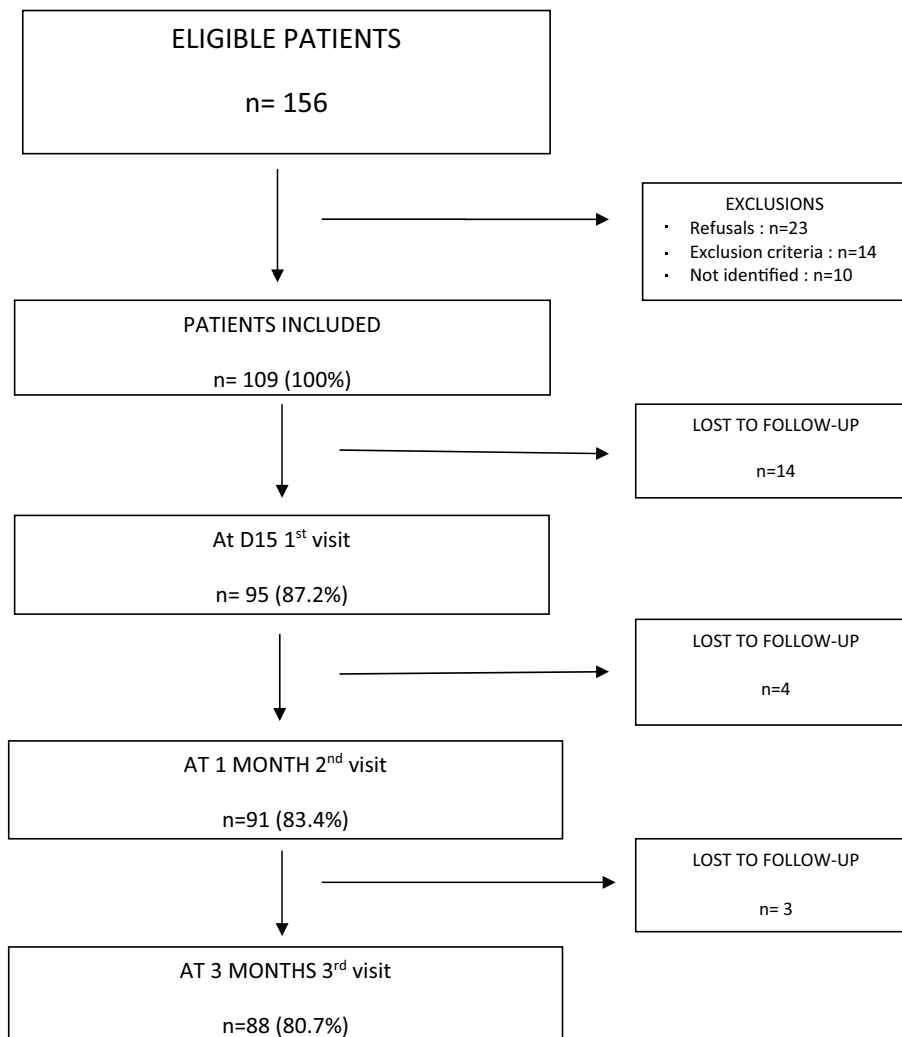 ELIGIBLE PATIENTS
n= 156
EXCLUSIONS
· Refusals : n=23
· Exclusion criteria : n=14
· Not identified : n=10
PATIENTS INCLUDED
n= 109 (100%)
LOST TO FOLLOW-UP
n=14
At D15 1st visit
n= 95 (87.2%)
LOST TO FOLLOW-UP
n=4
AT 1 MONTH 2nd visit
n=91 (83.4%)
LOST TO FOLLOW-UP
n= 3
AT 3 MONTHS 3rd visit
n=88 (80.7%)